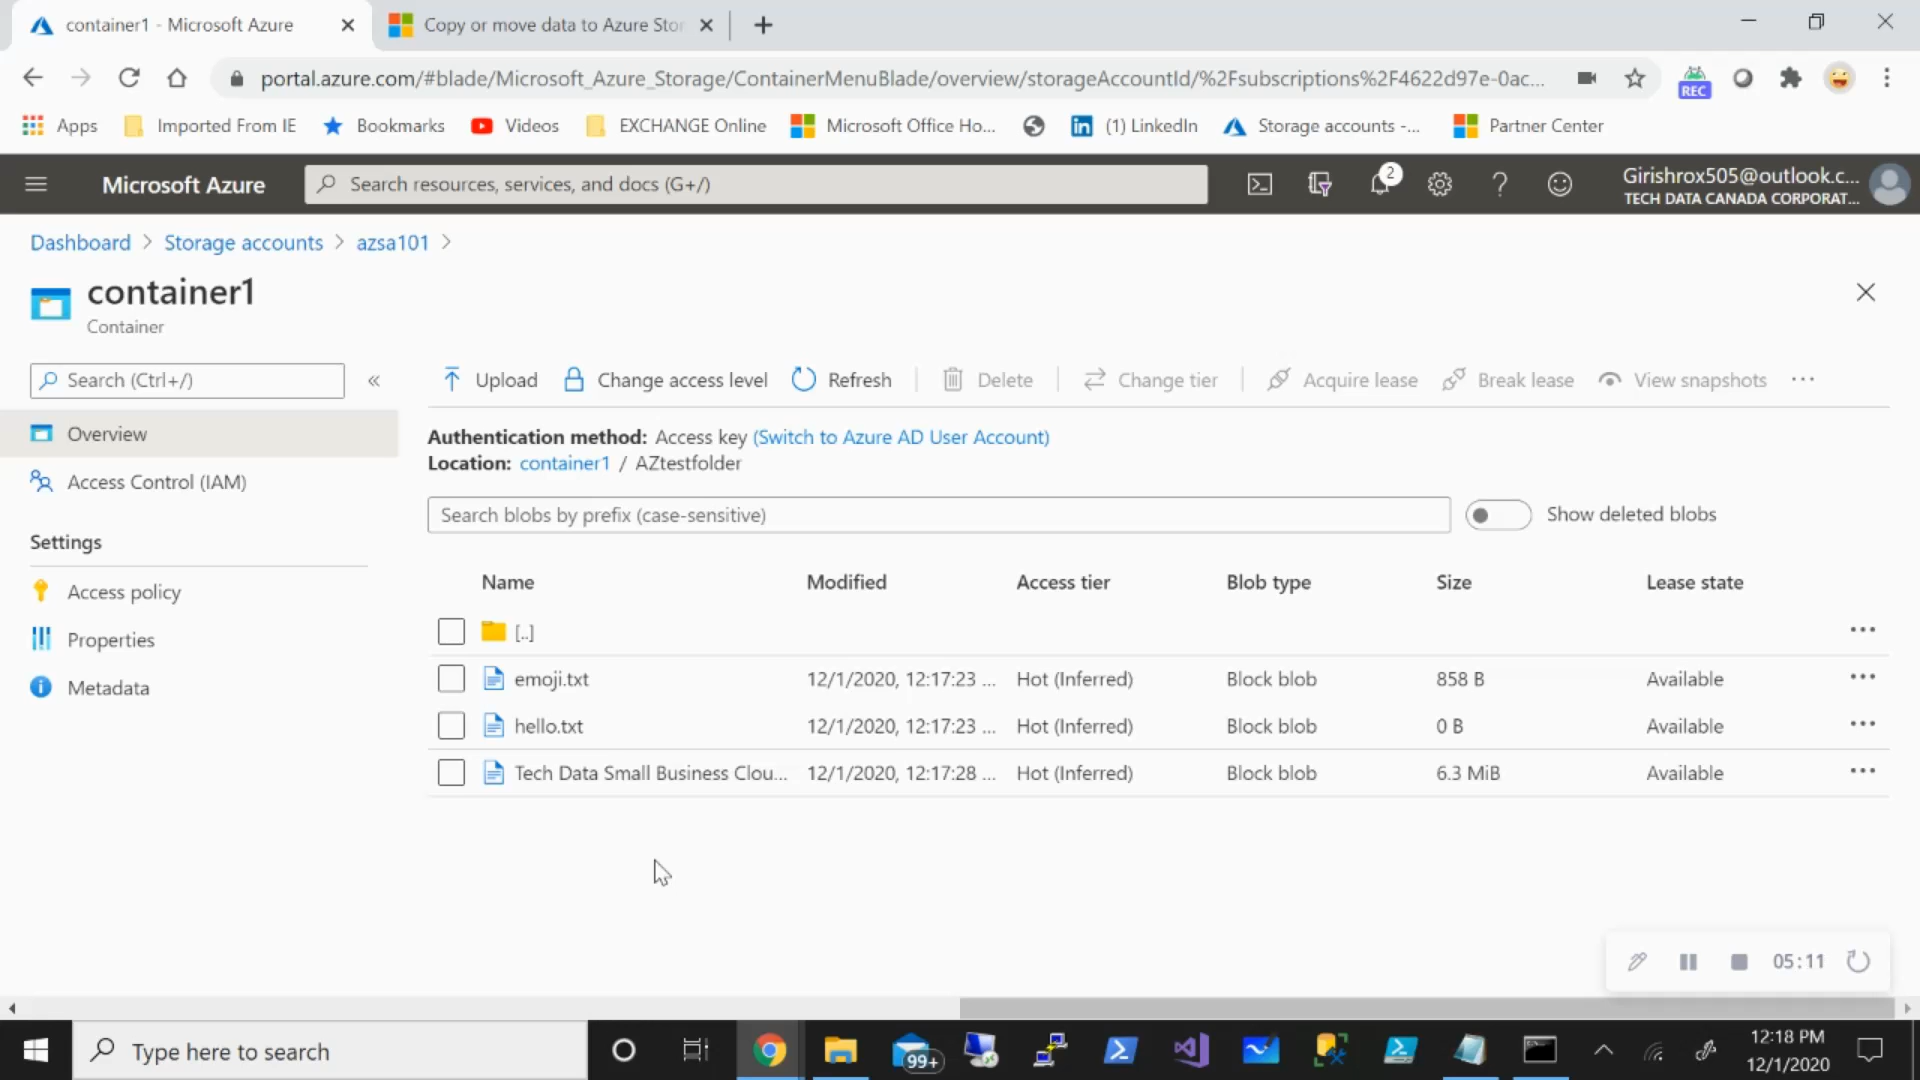 container1 - Microsoft Azure
Copy or move data to Azure Stor
portal.azure.com/#blade/Microsoft_Azure_Storage/ContainerMenuBlade/overview/storageAccountId/%2Fsubscriptions%2F4622d97e-0ac...
REC
Apps Imported From IE Bookmarks Videos EXCHANGE Online Microsoft Office Ho... (1) LinkedIn Storage accounts -... Partner Center
Microsoft Azure
Search resources, services, and docs (G+/)
2
Girishrox505@outlook.c...
TECH DATA CANADA CORPORAT...
Dashboard > Storage accounts > azsa101 >
container1
Container
Search (Ctrl+/) «
Upload Change access level Refresh Delete Change tier Acquire lease Break lease View snapshots ...
Overview
Access Control (IAM)
Settings
Access policy
Properties
Metadata
Authentication method: Access key (Switch to Azure AD User Account)
Location: container1 / AZtestfolder
Search blobs by prefix (case-sensitive)
Show deleted blobs
Name Modified Access tier Blob type Size Lease state
[..]
emoji.txt 12/1/2020, 12:17:23 ... Hot (Inferred) Block blob 858 B Available
hello.txt 12/1/2020, 12:17:23 ... Hot (Inferred) Block blob 0 B Available
Tech Data Small Business Clou... 12/1/2020, 12:17:28 ... Hot (Inferred) Block blob 6.3 MiB Available
05:11
Type here to search
99+
12:18 PM
12/1/2020